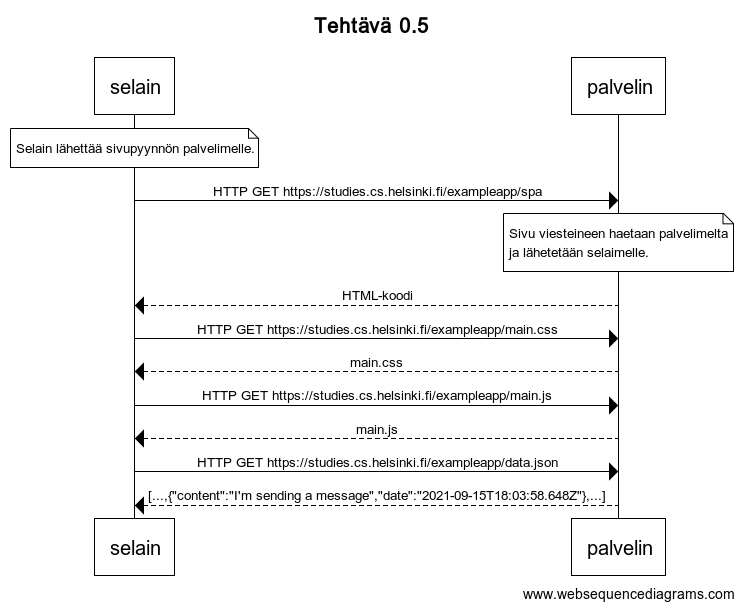 Tehtävä 0.5
selain
palvelin
Selain lähettää sivupyynnön palvelimelle.
HTTP GET https://studies.cs.helsinki.fi/exampleapp/spa
Sivu viesteineen haetaan palvelimelta
ja lähetetään selaimelle.
HTML-koodi
HTTP GET https://studies.cs.helsinki.fi/exampleapp/main.css
main.css
HTTP GET https://studies.cs.helsinki.fi/exampleapp/main.js
main.js
HTTP GET https://studies.cs.helsinki.fi/exampleapp/data.json
[...,{"content":"I'm sending a message","date":"2021-09-15T18:03:58.648Z"},...]
selain
palvelin
www.websequencediagrams.com